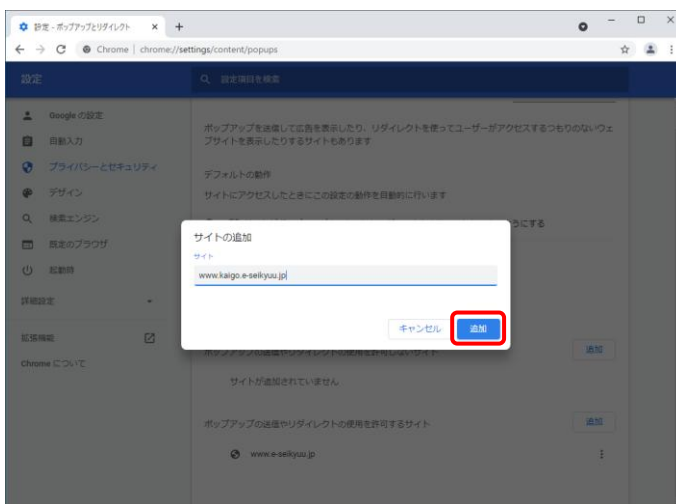 設定 - ポップアップとリダイレクト
Chrome | chrome://settings/content/popups
設定
設定項目を検索
Google の設定
自動入力
プライバシーとセキュリティ
デザイン
検索エンジン
既定のブラウザ
起動時
詳細設定
拡張機能
Chrome について
ポップアップを送信して広告を表示したり、リダイレクトを使ってユーザーがアクセスするつもりのないウェ
ブサイトを表示したりするサイトもあります
デフォルトの動作
サイトにアクセスしたときにこの設定の動作を自動的に行います
うにする
サイトの追加
サイト
www.kaigo.e-seikyuu.jp
キャンセル
追加
ポップアップの送信やリダイレクトの使用を許可しないサイト
追加
サイトが追加されていません
ポップアップの送信やリダイレクトの使用を許可するサイト
追加
www.e-seikyuu.jp